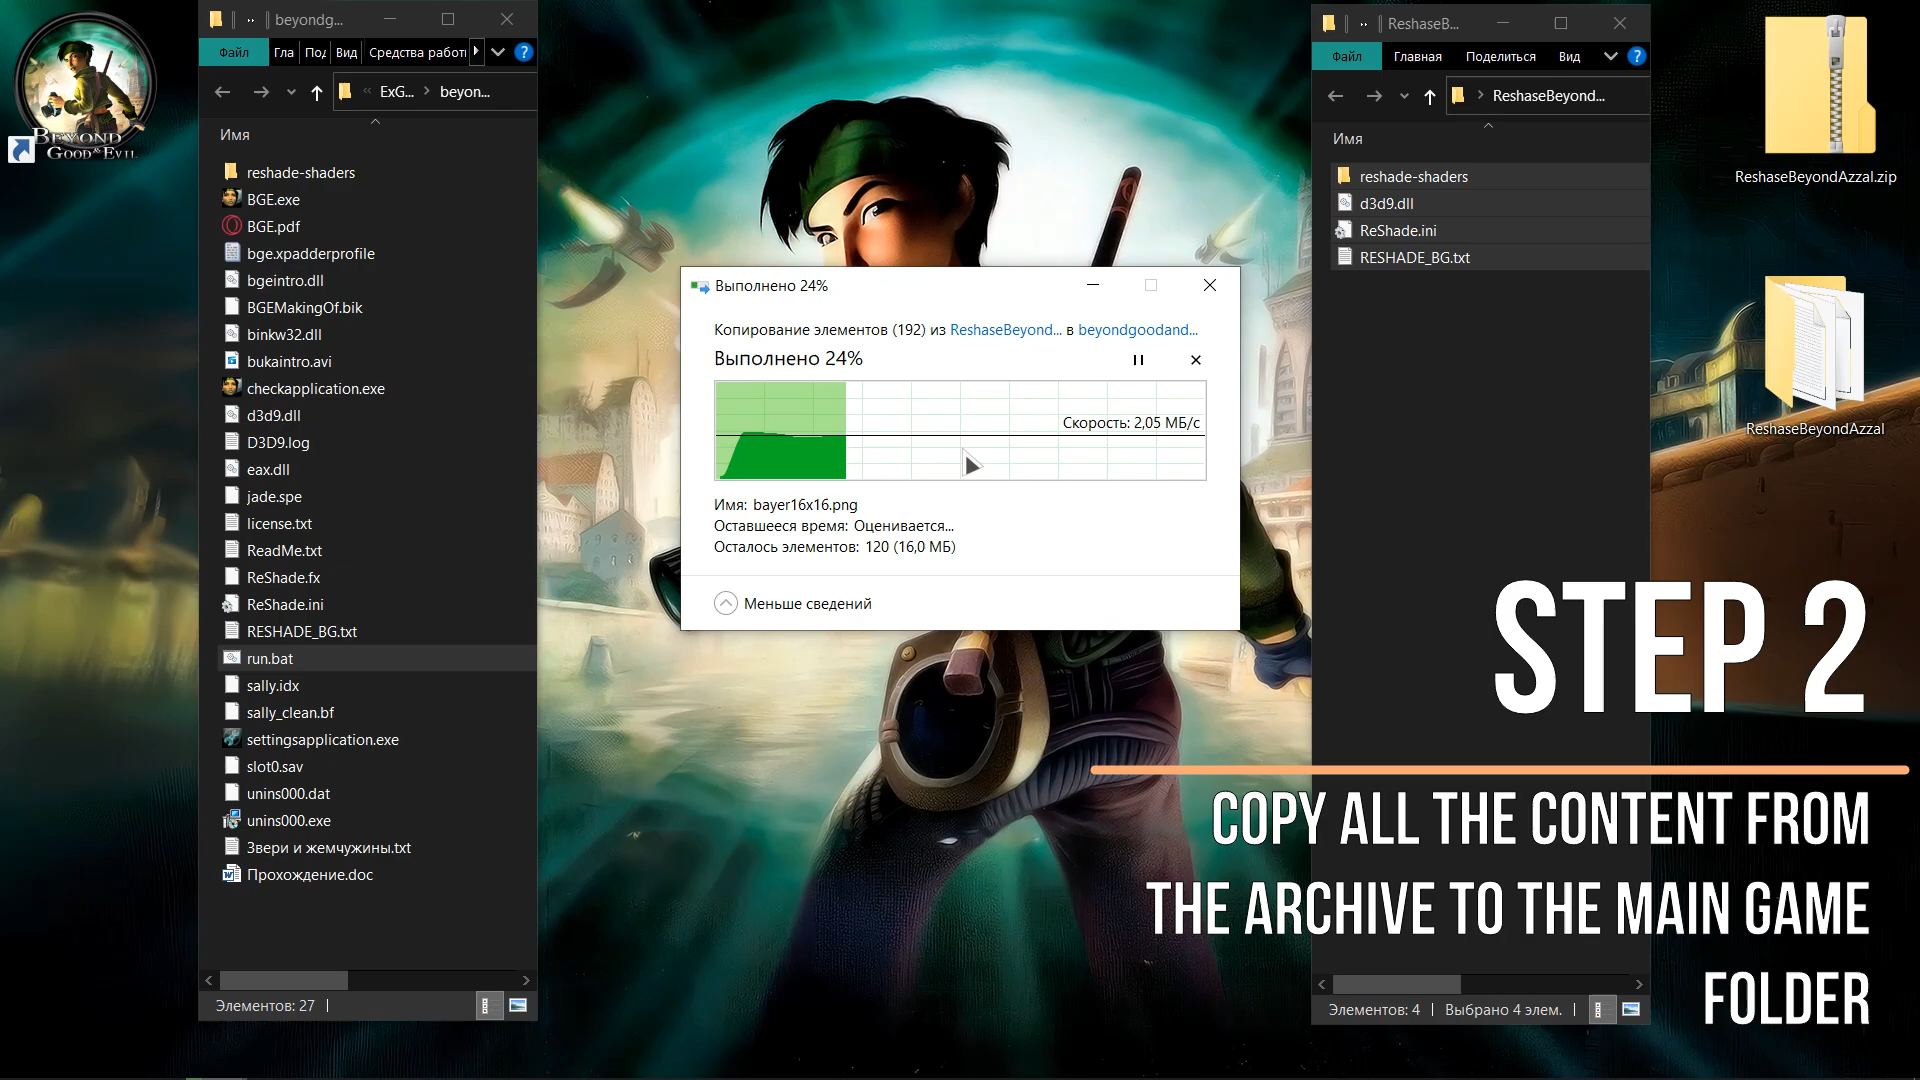 BEYOND
GOOD & EVIL
beyondg...
Файл
Гла
Под
Вид
Средства работы
ExG...
beyon...
Имя
reshade-shaders
BGE.exe
BGE.pdf
bge.xpadderprofile
bgeintro.dll
BGEMakingOf.bik
binkw32.dll
bukaintro.avi
checkapplication.exe
d3d9.dll
D3D9.log
eax.dll
jade.spe
license.txt
ReadMe.txt
ReShade.fx
ReShade.ini
RESHADE_BG.txt
run.bat
sally.idx
sally_clean.bf
settingsapplication.exe
slot0.sav
unins000.dat
unins000.exe
Звери и жемчужины.txt
Прохождение.doc
Элементов: 27
Выполнено 24%
Копирование элементов (192) из ReshaseBeyond... в beyondgoodand...
Выполнено 24%
Скорость: 2,05 МБ/с
Имя: bayer16x16.png
Оставшееся время: Оценивается...
Осталось элементов: 120 (16,0 МБ)
Меньше сведений
ReshaseB...
Файл
Главная
Поделиться
Вид
ReshaseBeyond...
Имя
reshade-shaders
d3d9.dll
ReShade.ini
RESHADE_BG.txt
Элементов: 4
Выбрано 4 элем.
ReshaseBeyondAzzal.zip
ReshaseBeyondAzzal
STEP 2
COPY ALL THE CONTENT FROM
THE ARCHIVE TO THE MAIN GAME
FOLDER